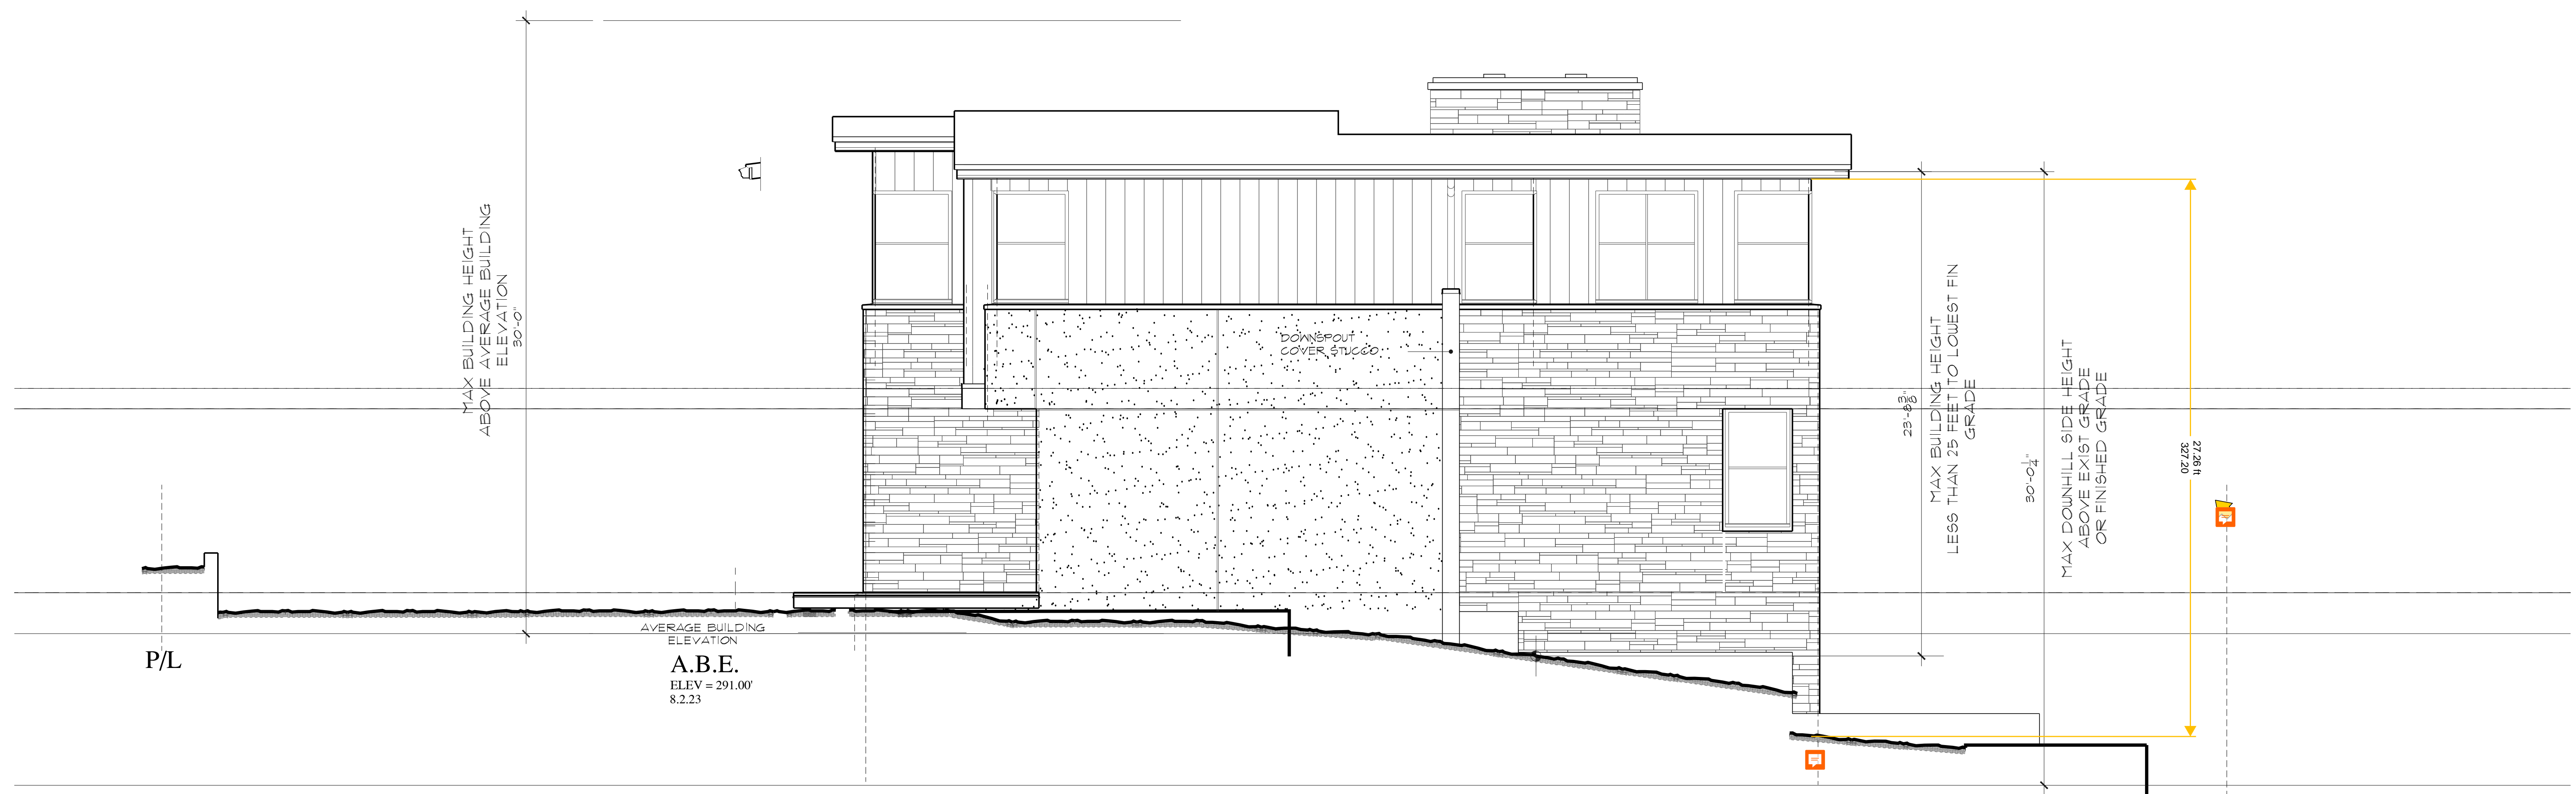 MAX BUILDING HEIGHT
ABOVE AVERAGE BUILDING
ELEVATION
30'-0"
DOWNSPOUT
COVER STUCCO
23'-8 3/8"
MAX BUILDING HEIGHT
LESS THAN 25 FEET TO LOWEST FIN
GRADE
30'-0 1/4"
MAX DOWNHILL SIDE HEIGHT
ABOVE EXIST GRADE
OR FINISHED GRADE
27.26 ft
327.20
AVERAGE BUILDING
ELEVATION
P/L
A.B.E.
ELEV = 291.00'
8.2.23